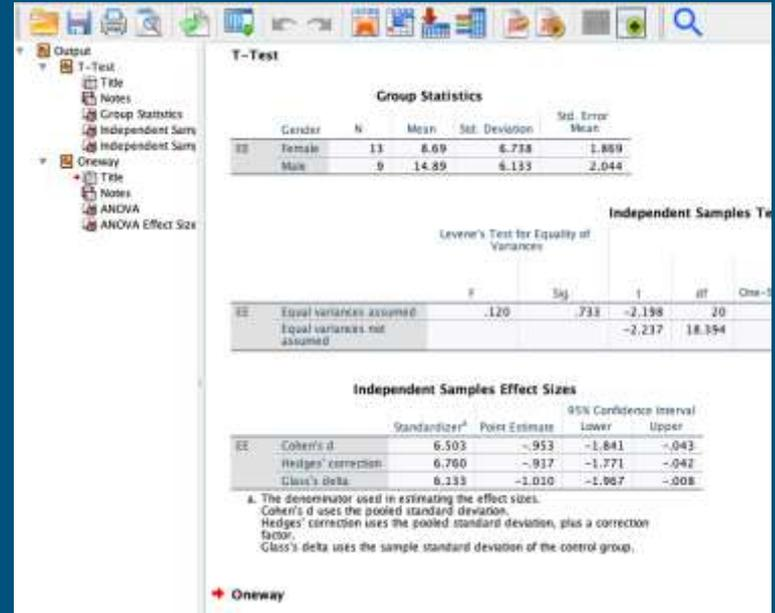 Output
T-Test
Title
Notes
Group Statistics
Independent Sam
Independent Sam
Oneway
Title
Notes
ANOVA
ANOVA Effect Size
T-Test
Group Statistics
Gender N Mean Std. Deviation Std. Error Mean
EE Female 13 8.69 6.738 1.869
Male 9 14.89 6.133 2.044
Independent Samples Te
Levene's Test for Equality of Variances
F Sig. t df One-S
EE Equal variances assumed .120 .733 -2.198 20
Equal variances not assumed -2.237 18.394
Independent Samples Effect Sizes
95% Confidence Interval
Standardizerª Point Estimate Lower Upper
EE Cohen's d 6.503 -.953 -1.841 -.043
Hedges' correction 6.760 -.917 -1.771 -.042
Glass's delta 6.133 -1.010 -1.967 -.008
a. The denominator used in estimating the effect sizes.
Cohen's d uses the pooled standard deviation.
Hedges' correction uses the pooled standard deviation, plus a correction
factor.
Glass's delta uses the sample standard deviation of the control group.
Oneway